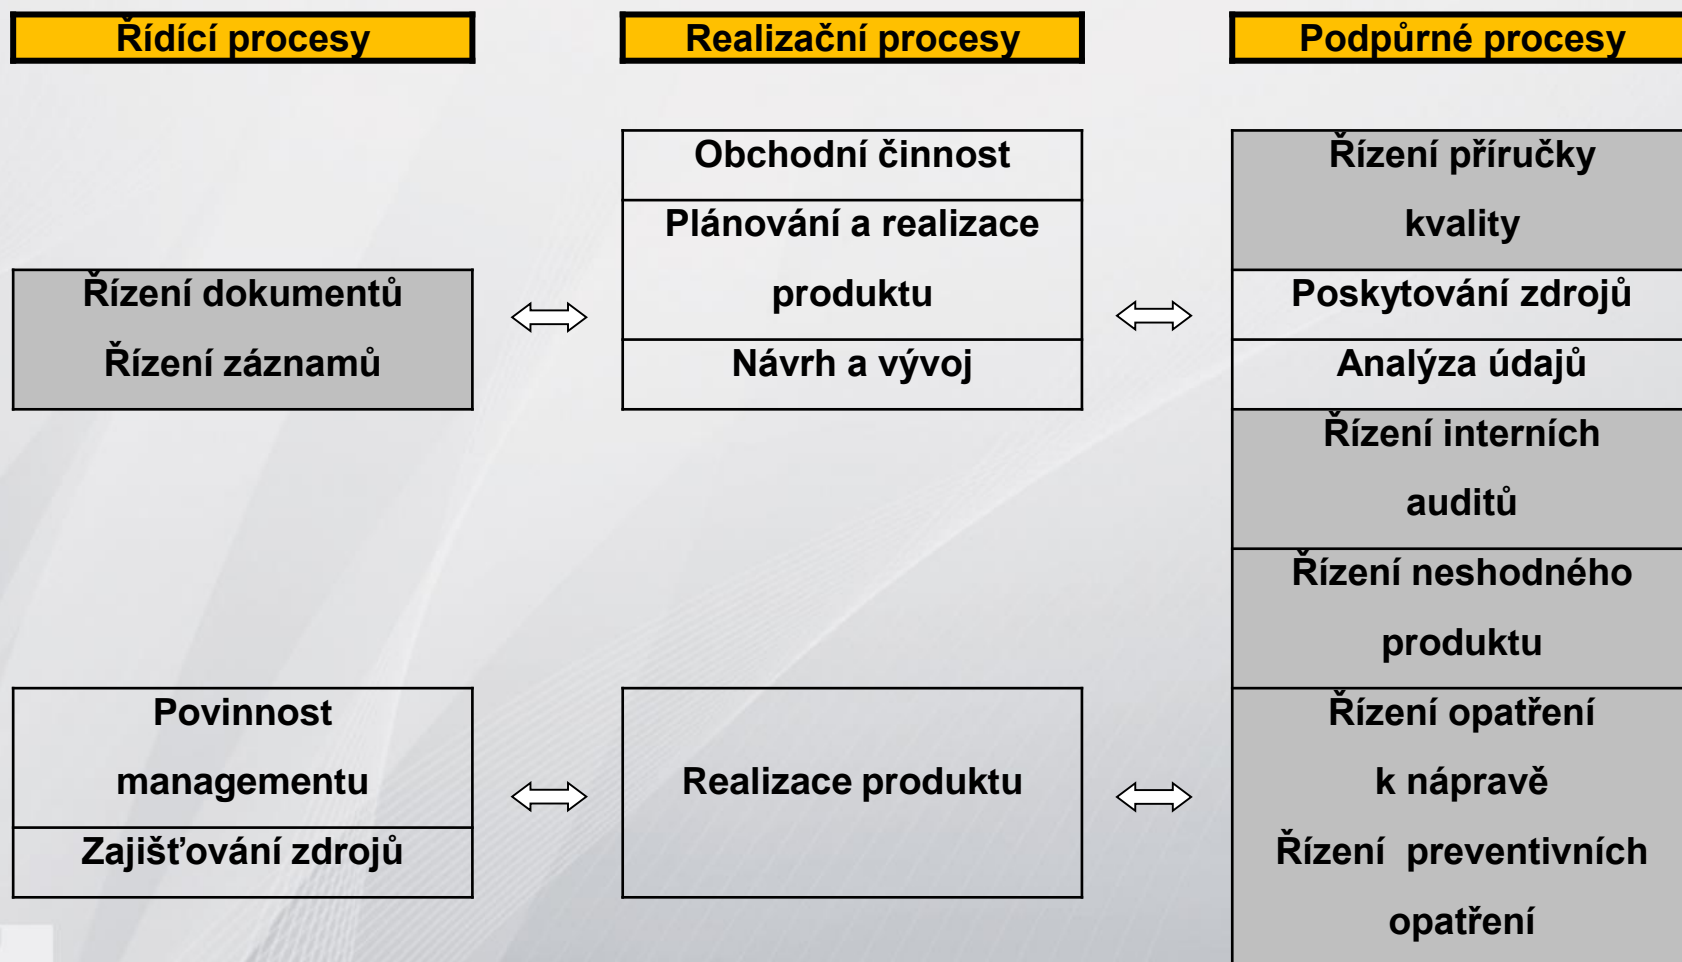 Řídící procesy
Realizační procesy
Podpůrné procesy
Řízení dokumentů
Řízení záznamů
Povinnost
managementu
Zajišťování zdrojů
Obchodní činnost
Plánování a realizace
produktu
Návrh a vývoj
Realizace produktu
Řízení příručky
kvality
Poskytování zdrojů
Analýza údajů
Řízení interních
auditů
Řízení neshodného
produktu
Řízení opatření
k nápravě
Řízení  preventivních
opatření